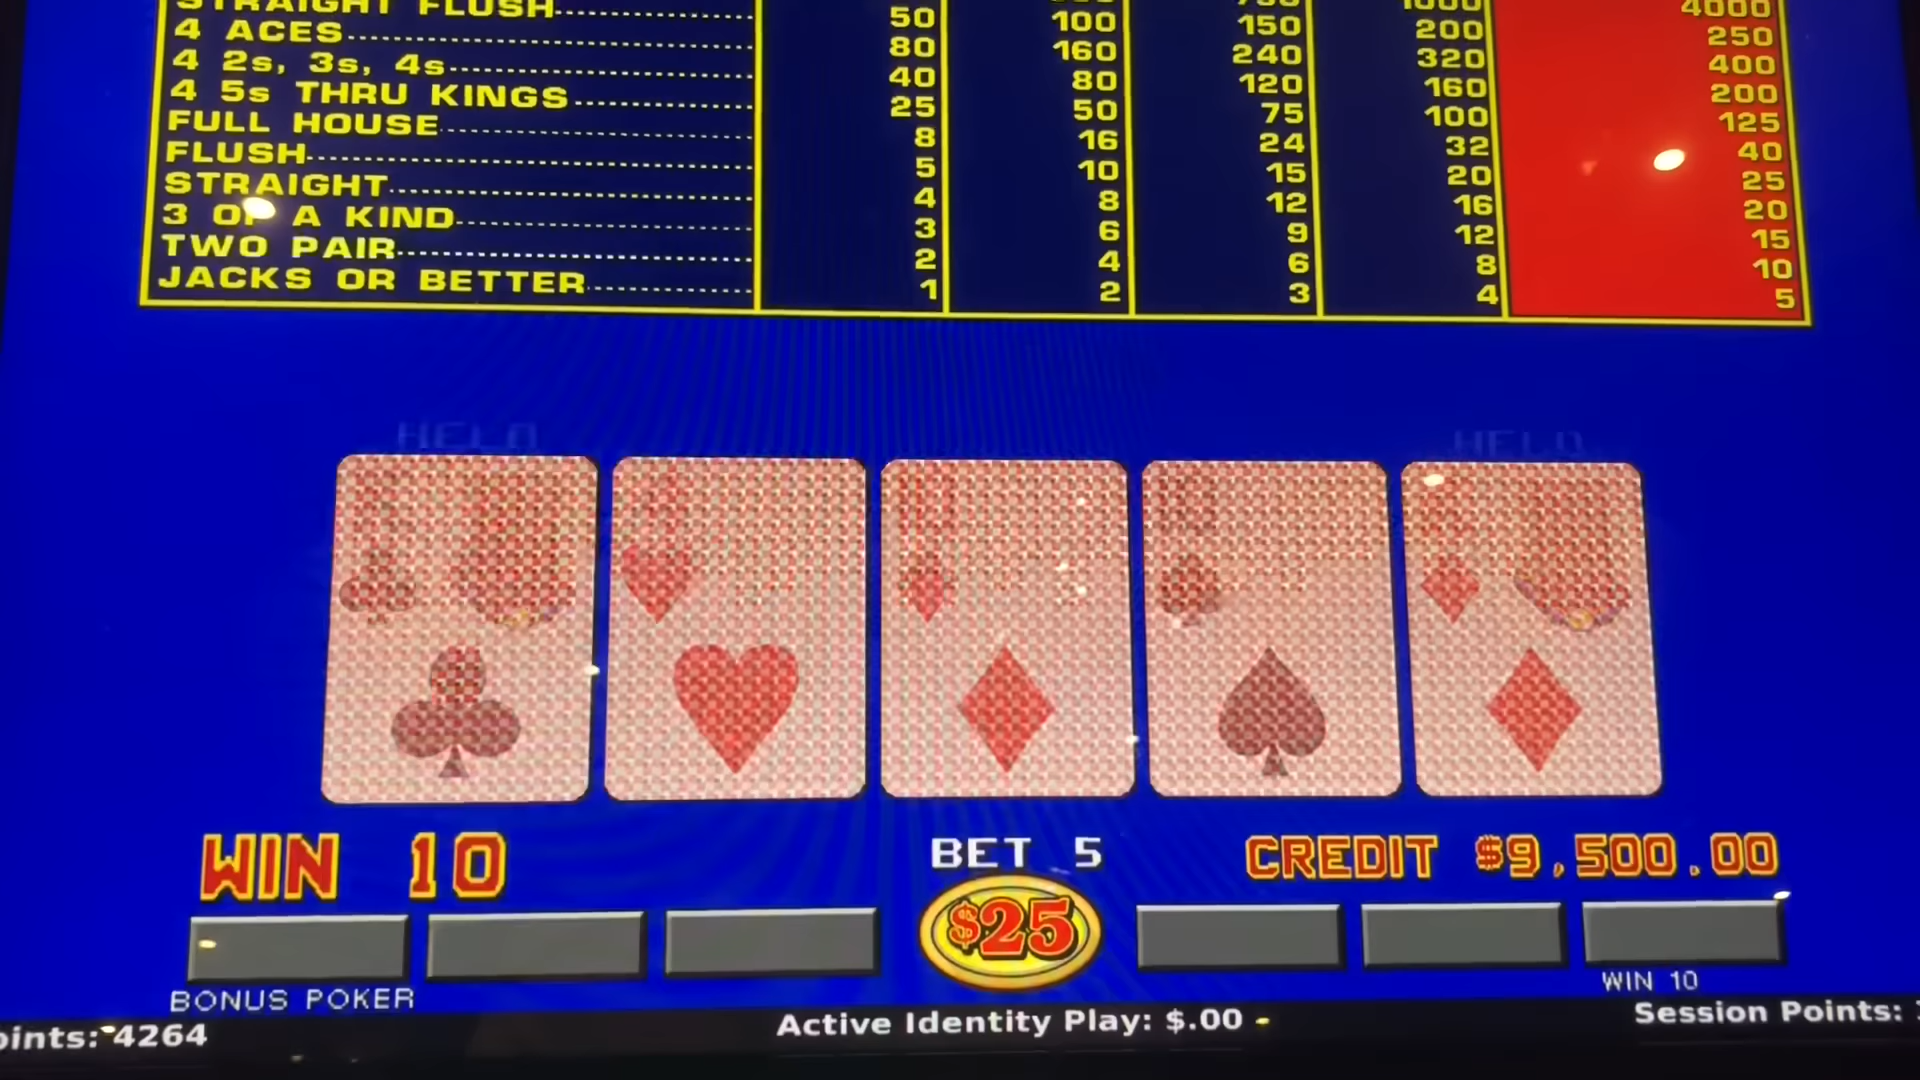 STRAIGHT FLUSH 50 100 150 200 250
4 ACES 80 160 240 320 400
4 2s, 3s, 4s 40 80 120 160 200
4 5s THRU KINGS 25 50 75 100 125
FULL HOUSE 8 16 24 32 40
FLUSH 5 10 15 20 25
STRAIGHT 4 8 12 16 20
3 OF A KIND 3 6 9 12 15
TWO PAIR 2 4 6 8 10
JACKS OR BETTER 1 2 3 4 5
HELD HELD
WIN 10 BET 5 CREDIT $9,500.00
$25
BONUS POKER WIN 10
4264 Active Identity Play: $.00 Session Points: